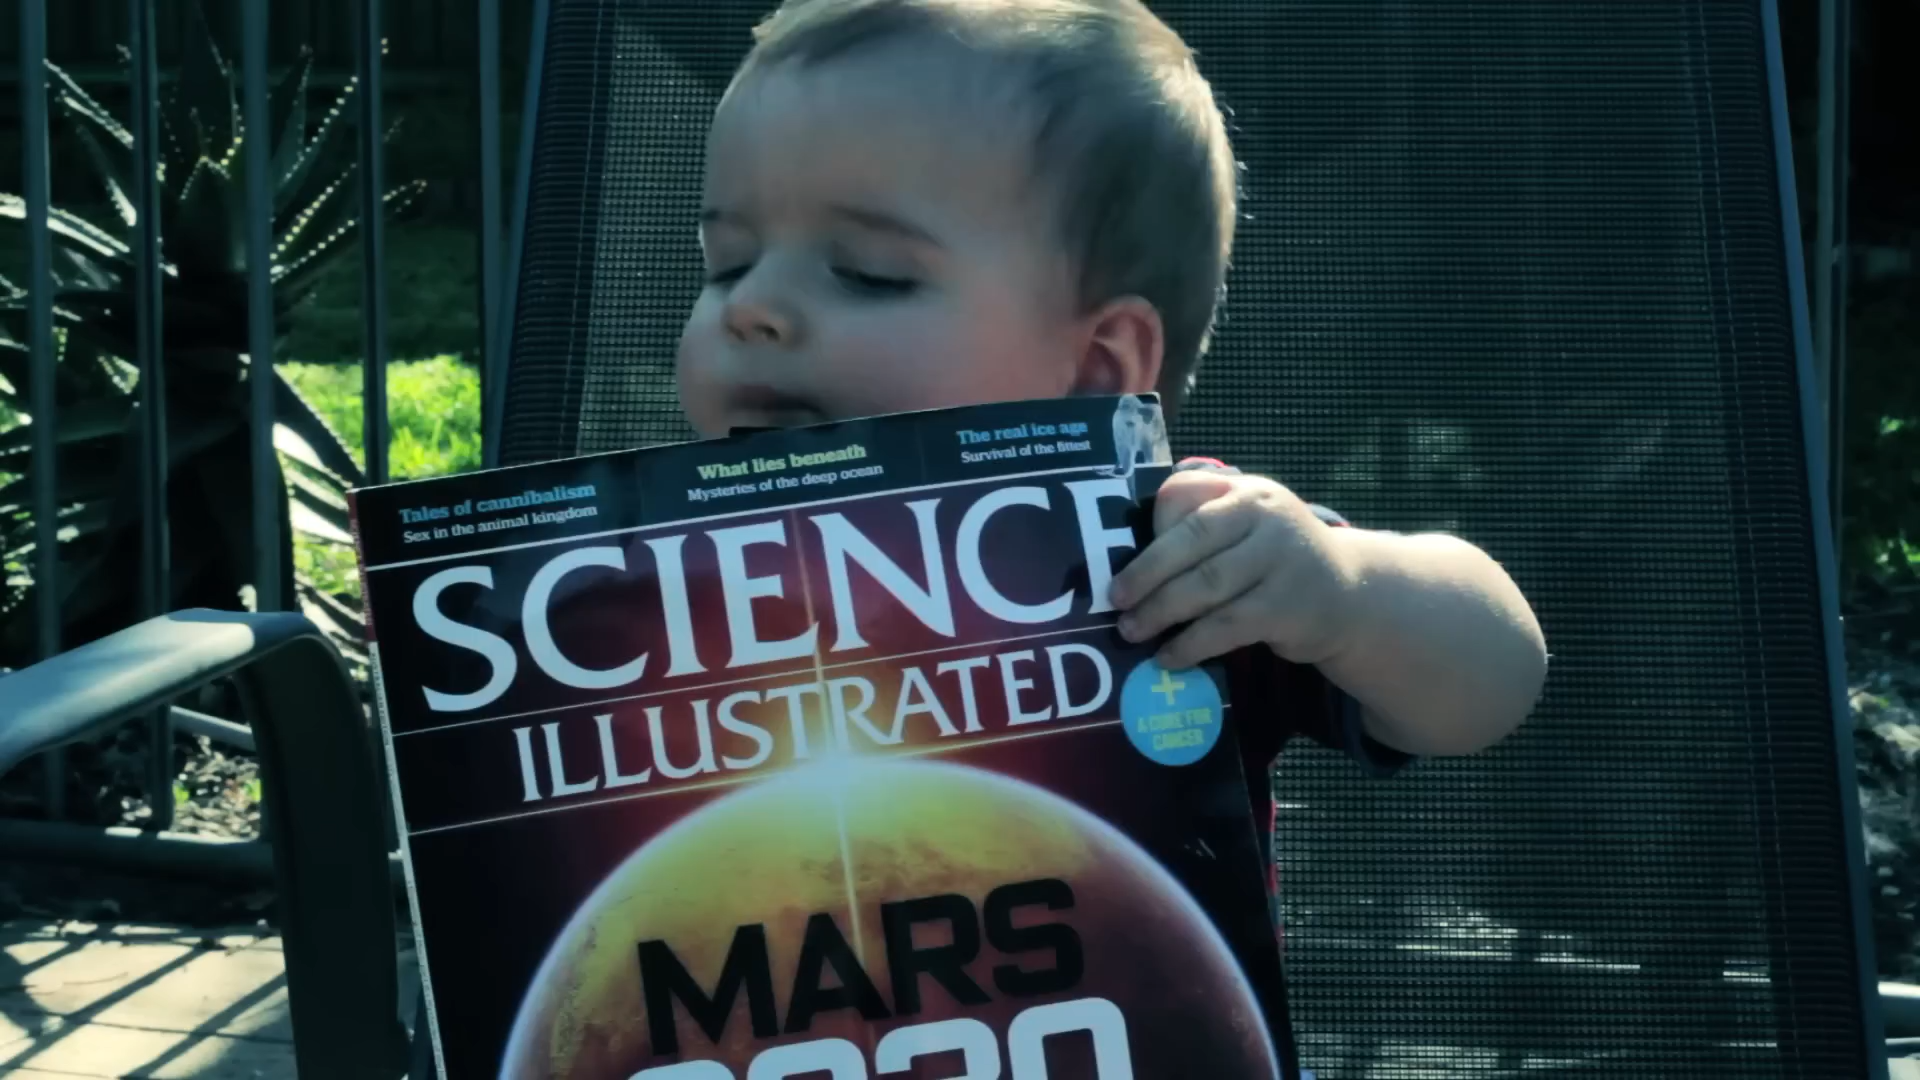 Tales of cannibalism
Sex in the animal kingdom
What lies beneath
Mysteries of the deep ocean
The real ice age
Survival of the fittest
SCIENCE
ILLUSTRATED
+
A CURE FOR
CANCER
MARS
2030